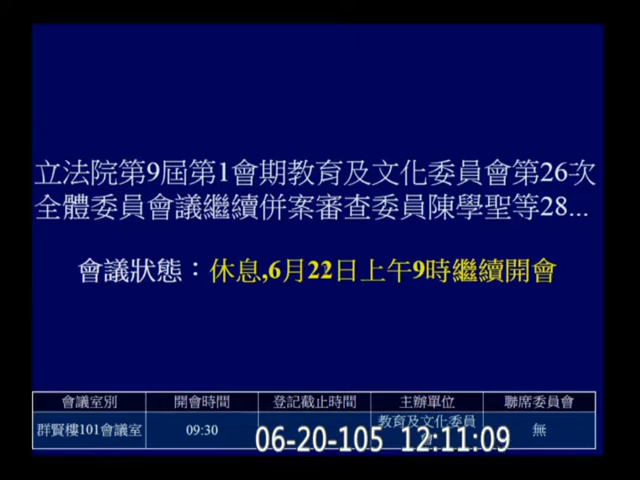 立法院第9屆第1會期教育及文化委員會第26次
全體委員會議繼續併案審查委員陳學聖等28...
會議狀態：休息,6月22日上午9時繼續開會
會議室別 開會時間 登記截止時間 主辦單位 聯席委員會
群賢樓101會議室 09:30 教育及文化委員 無
06-20-105 12:11:09